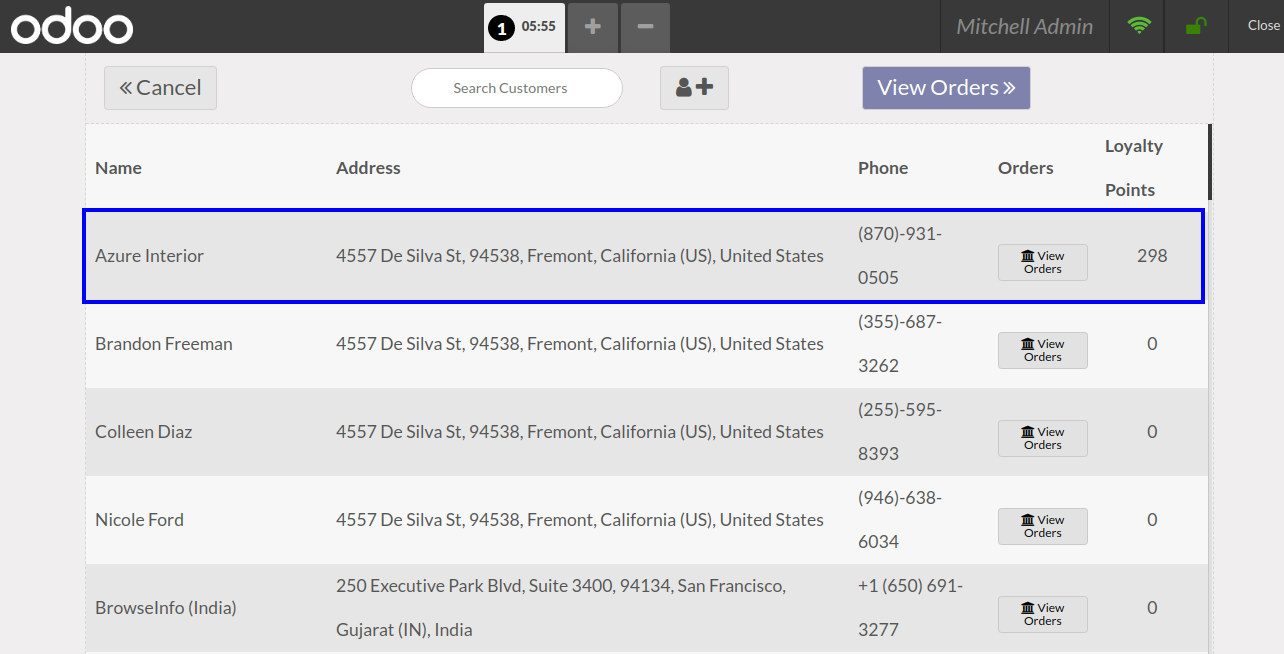 odoo
1 05:55
Mitchell Admin
Close
Cancel
Search Customers
View Orders
Name Address Phone Orders Loyalty Points
Azure Interior 4557 De Silva St, 94538, Fremont, California (US), United States (870)-931-0505 View Orders 298
Brandon Freeman 4557 De Silva St, 94538, Fremont, California (US), United States (355)-687-3262 View Orders 0
Colleen Diaz 4557 De Silva St, 94538, Fremont, California (US), United States (255)-595-8393 View Orders 0
Nicole Ford 4557 De Silva St, 94538, Fremont, California (US), United States (946)-638-6034 View Orders 0
BrowseInfo (India) 250 Executive Park Blvd, Suite 3400, 94134, San Francisco, Gujarat (IN), India +1 (650) 691-3277 View Orders 0